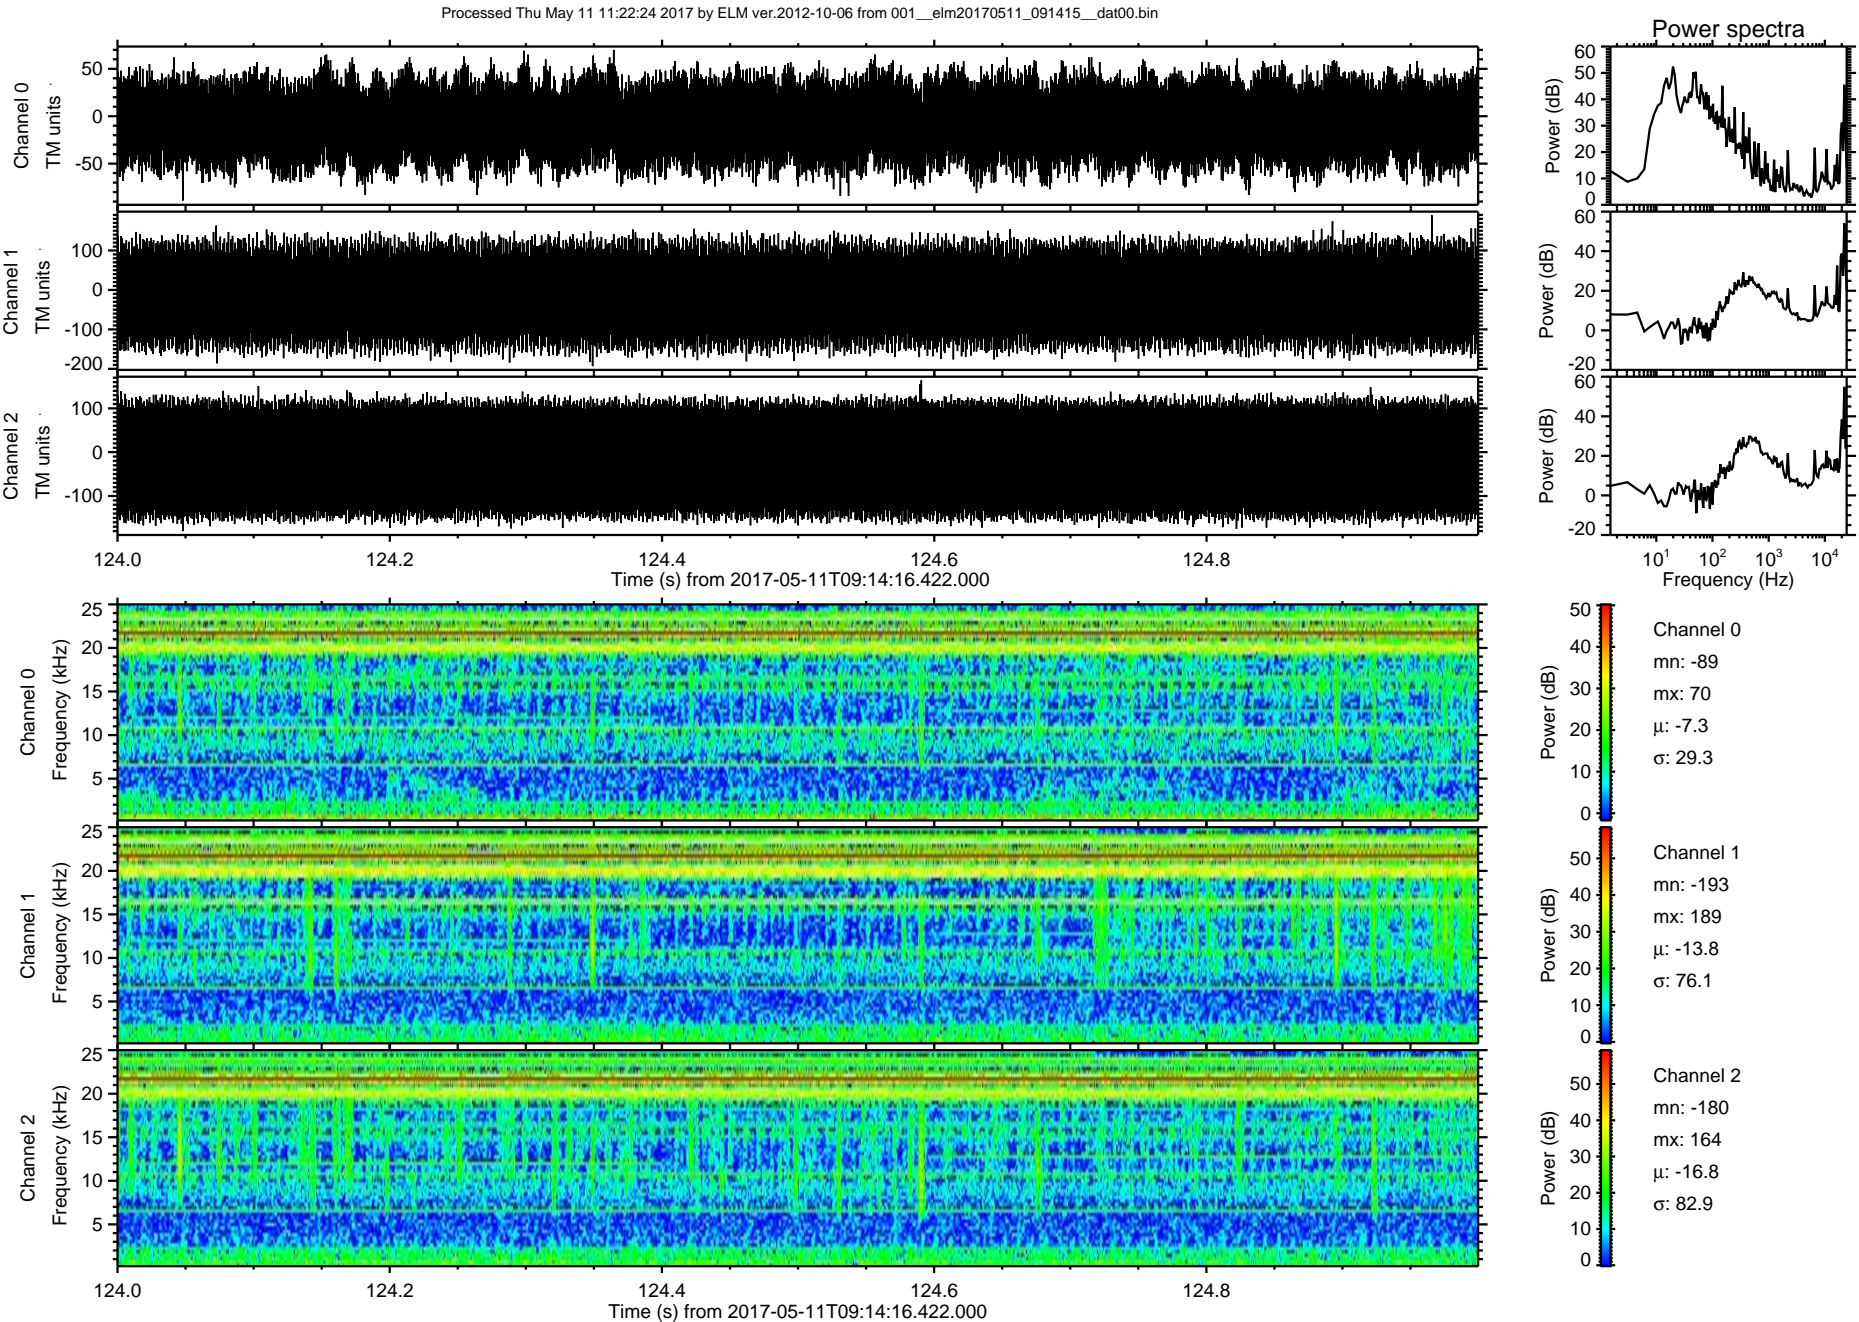 Processed Thu May 11 11:22:24 2017 by ELM ver.2012-10-06 from 001__elm20170511_091415__dat00.bin
Power spectra
Channel 0
TM units
50
0
-50
Power (dB)
60
50
40
30
20
10
0
Channel 1
TM units
100
0
-100
-200
Power (dB)
60
40
20
0
-20
Channel 2
TM units
100
0
-100
Power (dB)
60
40
20
0
-20
124.0 124.2 124.4 124.6 124.8
Time (s) from 2017-05-11T09:14:16.422.000
10^1 10^2 10^3 10^4
Frequency (Hz)
Channel 0
Frequency (kHz)
25
20
15
10
5
Power (dB)
50
40
30
20
10
0
Channel 0
mn: -89
mx: 70
μ: -7.3
σ: 29.3
Channel 1
Frequency (kHz)
25
20
15
10
5
Power (dB)
50
40
30
20
10
0
Channel 1
mn: -193
mx: 189
μ: -13.8
σ: 76.1
Channel 2
Frequency (kHz)
25
20
15
10
5
Power (dB)
50
40
30
20
10
0
Channel 2
mn: -180
mx: 164
μ: -16.8
σ: 82.9
124.0 124.2 124.4 124.6 124.8
Time (s) from 2017-05-11T09:14:16.422.000